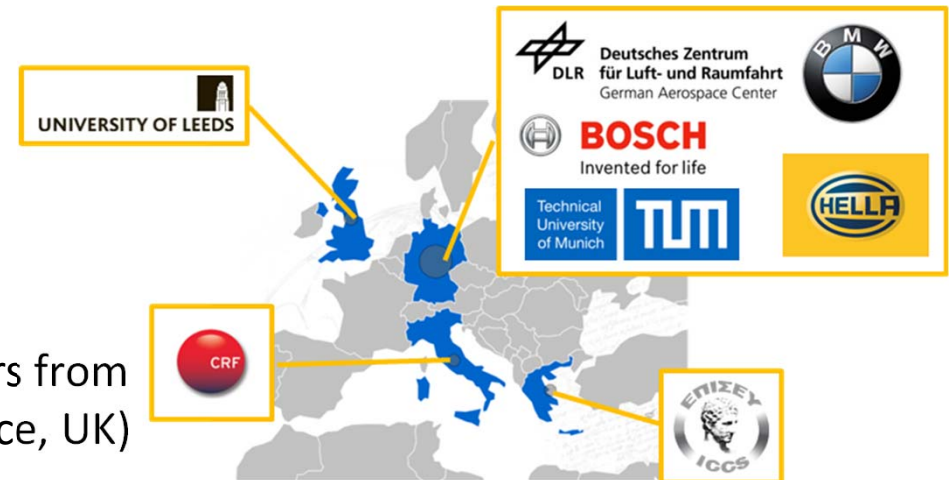 UNIVERSITY OF LEEDS
DLR
Deutsches Zentrum
für Luft- und Raumfahrt
German Aerospace Center
BMW
BOSCH
Invented for life
Technical
University
of Munich
TUM
HELLA
CRF
rs from
ce, UK)
ΕΠΙΣΕΥ
ICCS